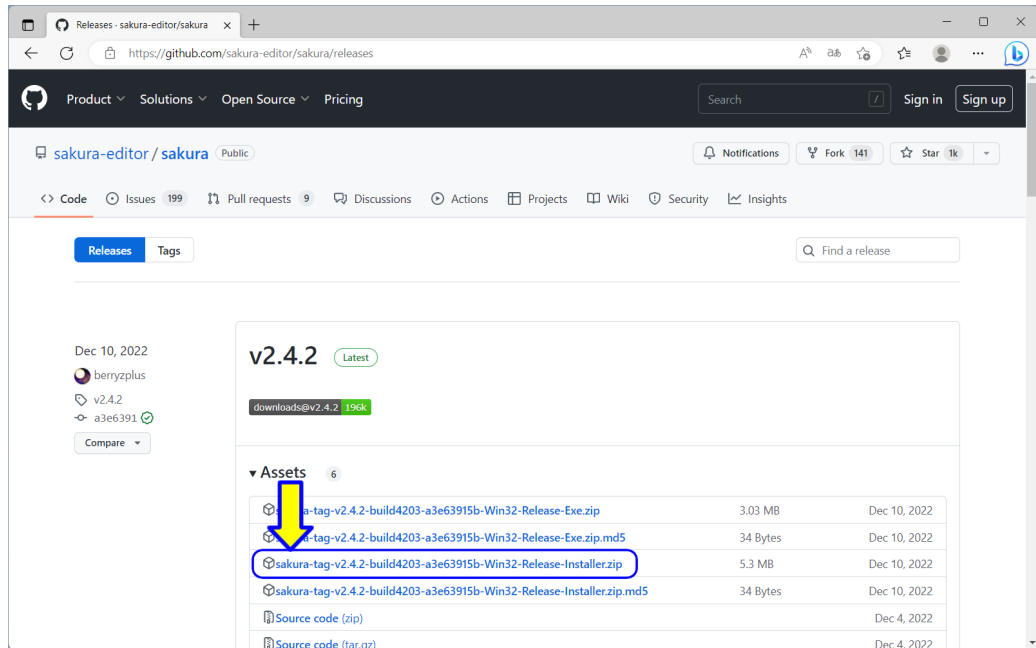 Releases · sakura-editor/sakura
https://github.com/sakura-editor/sakura/releases
Product Solutions Open Source Pricing Search / Sign in Sign up
sakura-editor / sakura Public Notifications Fork 141 Star 1k
<> Code Issues 199 Pull requests 9 Discussions Actions Projects Wiki Security Insights
Releases Tags Find a release
Dec 10, 2022
berryzplus
v2.4.2
a3e6391
Compare
v2.4.2 Latest
downloads@v2.4.2 196k
Assets 6
a-tag-v2.4.2-build4203-a3e63915b-Win32-Release-Exe.zip 3.03 MB Dec 10, 2022
a-tag-v2.4.2-build4203-a3e63915b-Win32-Release-Exe.zip.md5 34 Bytes Dec 10, 2022
sakura-tag-v2.4.2-build4203-a3e63915b-Win32-Release-Installer.zip 5.3 MB Dec 10, 2022
sakura-tag-v2.4.2-build4203-a3e63915b-Win32-Release-Installer.zip.md5 34 Bytes Dec 10, 2022
Source code (zip) Dec 4, 2022
Source code (tar.gz) Dec 4, 2022